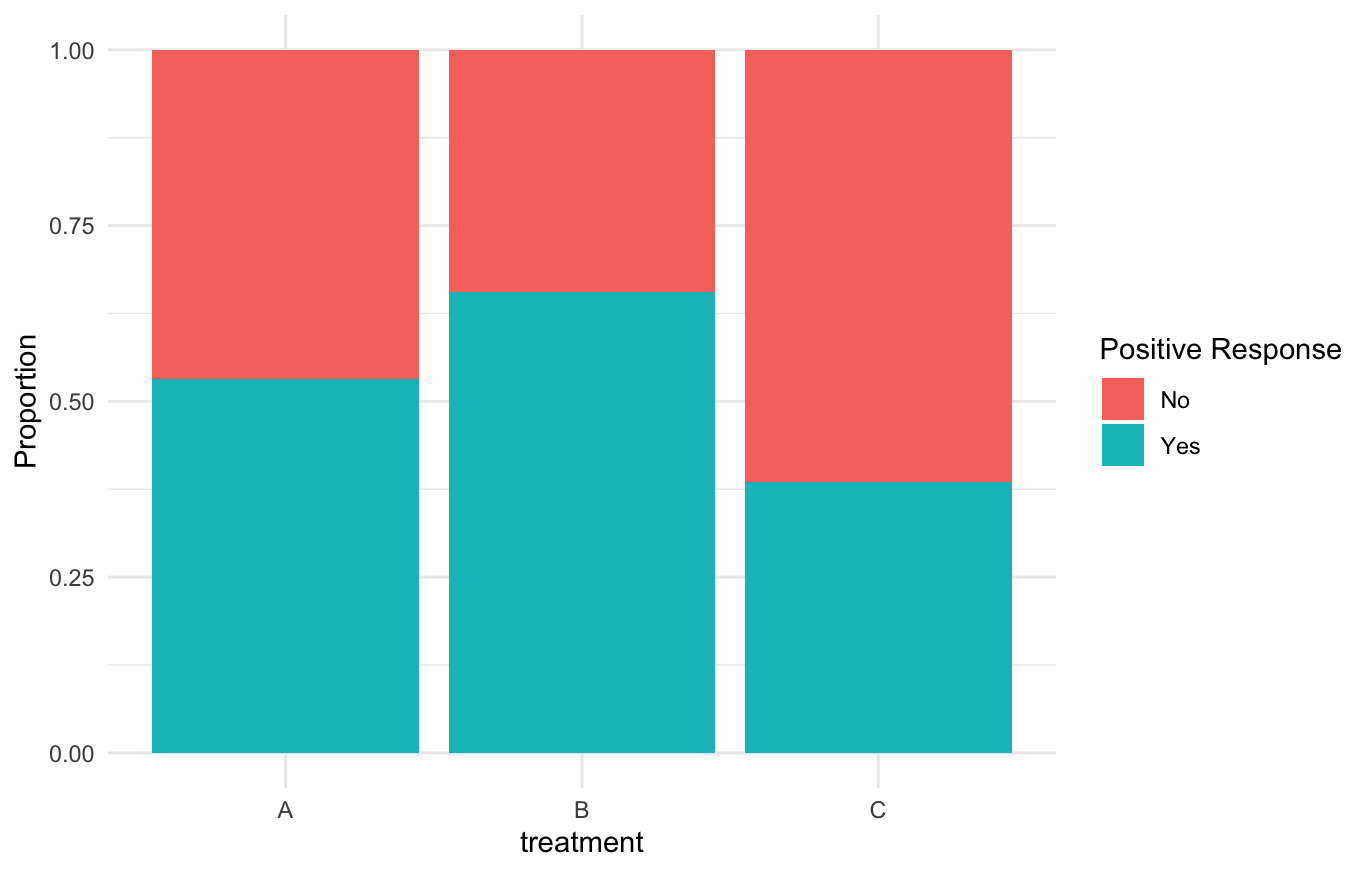 1.00
0.75
0.50
0.25
0.00
Proportion
A
B
C
treatment
Positive Response
No
Yes